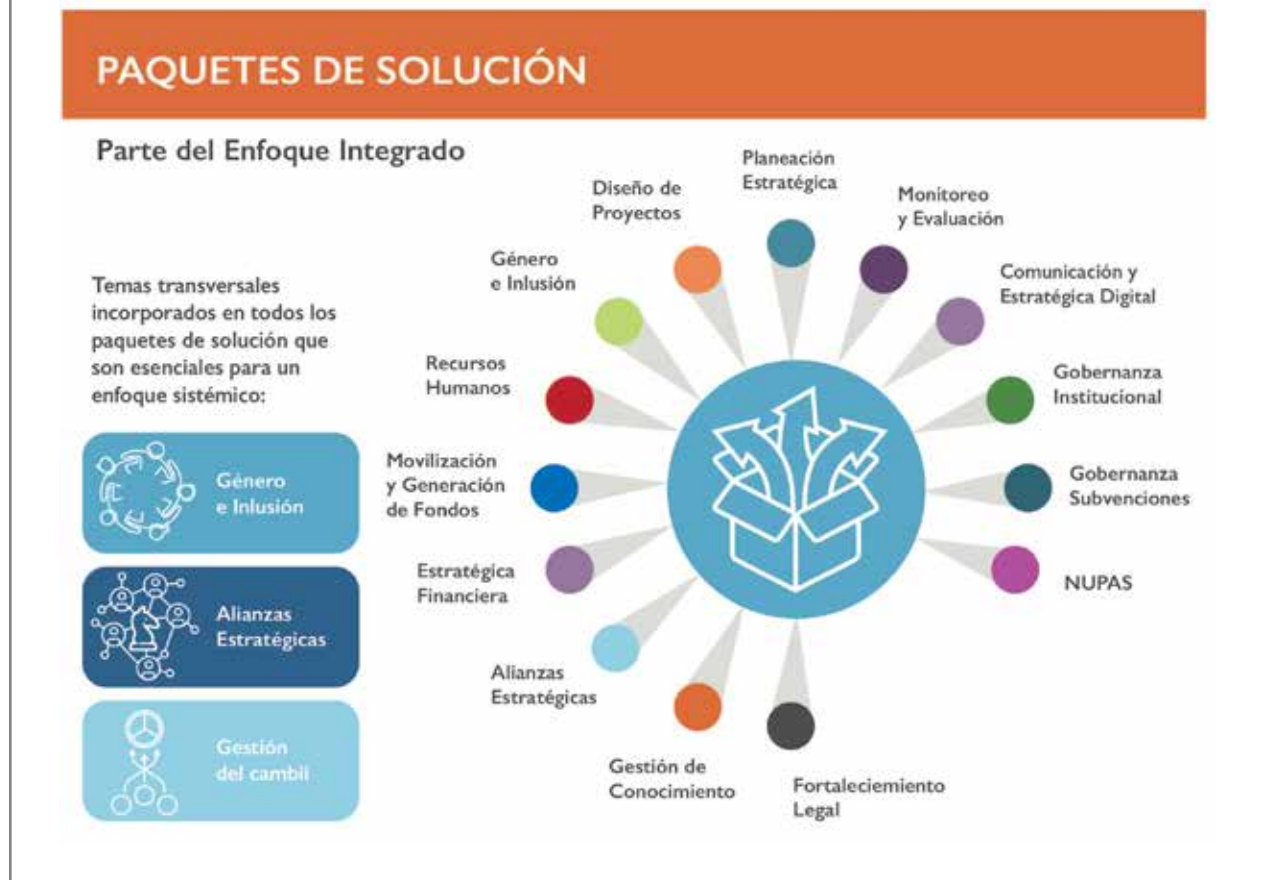 PAQUETES DE SOLUCIÓN
Parte del Enfoque Integrado
Temas transversales
incorporados en todos los
paquetes de solución que
son esenciales para un
enfoque sistémico:
Género
e Inlusión
Alianzas
Estratégicas
Gestión
del cambil
Planeación
Estratégica
Monitoreo
y Evaluación
Comunicación y
Estratégica Digital
Gobernanza
Institucional
Gobernanza
Subvenciones
NUPAS
Fortaleciemiento
Legal
Gestión de
Conocimiento
Alianzas
Estratégicas
Estratégica
Financiera
Movilización
y Generación
de Fondos
Recursos
Humanos
Género
e Inlusión
Diseño de
Proyectos